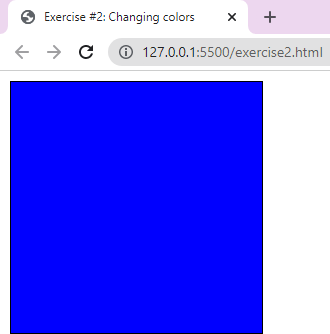 Exercise #2: Changing colors
127.0.0.1:5500/exercise2.html